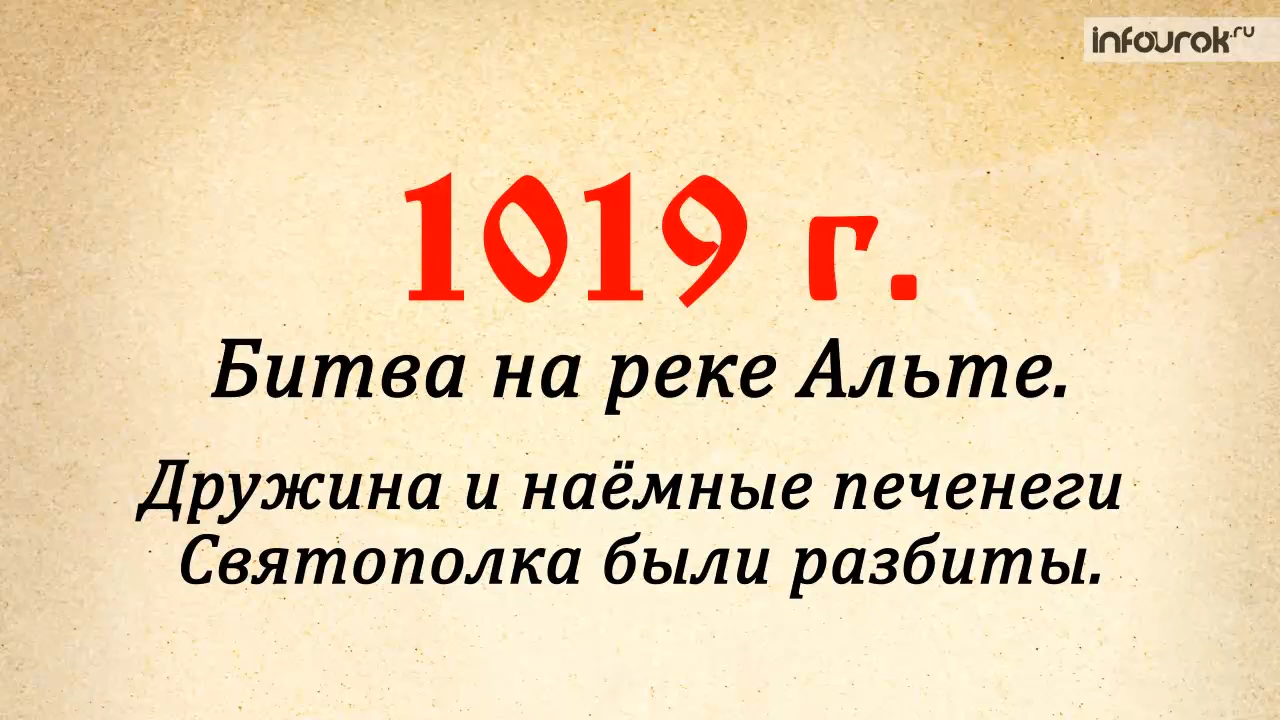 infourok.ru
1019 г.
Битва на реке Альте.
Дружина и наёмные печенеги
Святополка были разбиты.